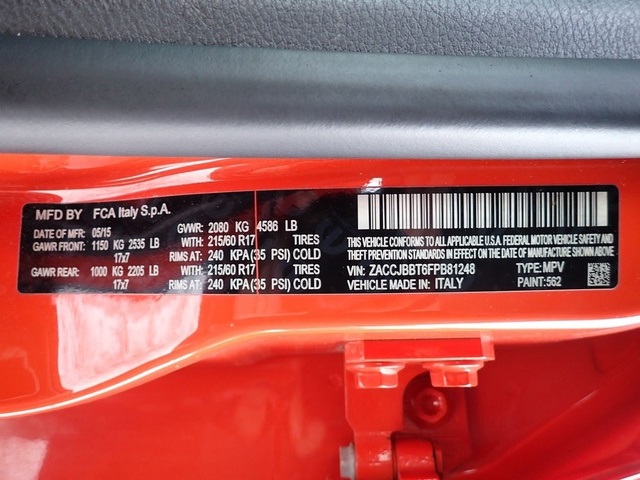 MFD BY FCA Italy S.p.A.
DATE OF MFR: 05/15 GVWR: 2080 KG 4586 LB
GAWR FRONT: 1150 KG 2535 LB WITH: 215/60 R17 TIRES
17x7 RIMS AT: 240 KPA (35 PSI) COLD
GAWR REAR: 1000 KG 2205 LB WITH: 215/60 R17 TIRES
17x7 RIMS AT: 240 KPA (35 PSI) COLD
THIS VEHICLE CONFORMS TO ALL APPLICABLE U.S.A. FEDERAL MOTOR VEHICLE SAFETY, BUMPER, AND
THEFT PREVENTION STANDARDS IN EFFECT ON THE DATE OF MANUFACTURE SHOWN ABOVE.
VIN: ZACCJBBT6FPB81248 TYPE: MPV
VEHICLE MADE IN: ITALY PAINT: 562